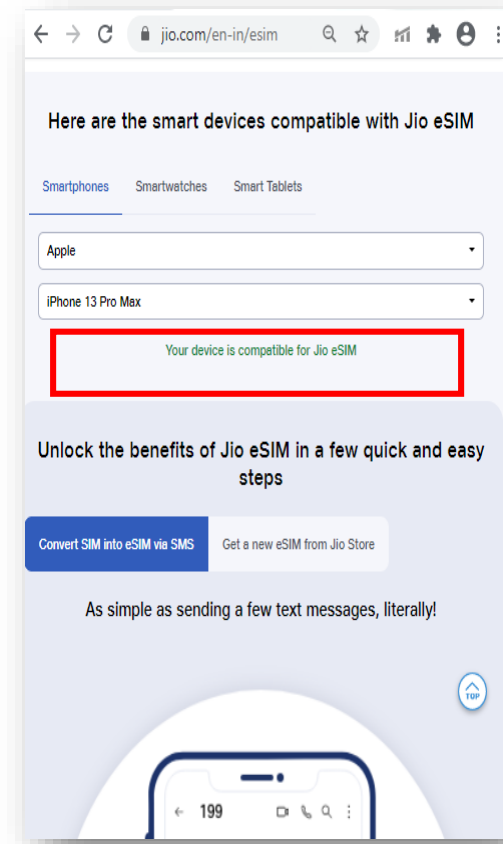 jio.com/en-in/esim
Here are the smart devices compatible with Jio eSIM
Smartphones Smartwatches Smart Tablets
Apple
iPhone 13 Pro Max
Your device is compatible for Jio eSIM
Unlock the benefits of Jio eSIM in a few quick and easy
steps
Convert SIM into eSIM via SMS Get a new eSIM from Jio Store
As simple as sending a few text messages, literally!
TOP
199